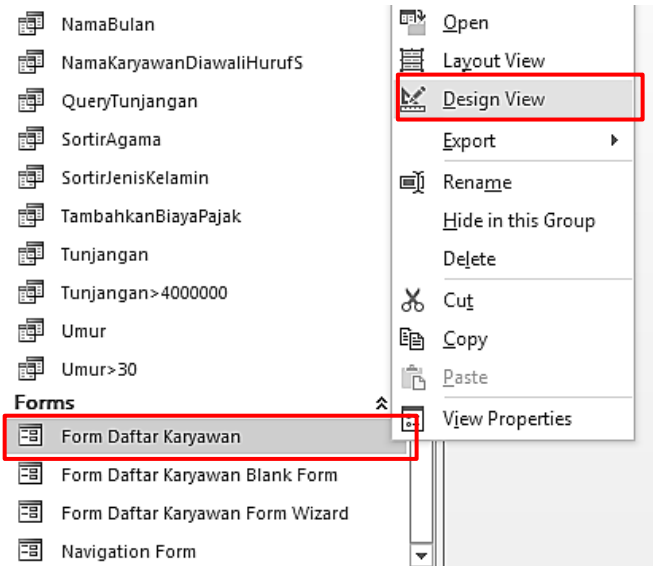 NamaBulan
NamaKaryawanDiawaliHurufS
QueryTunjangan
SortirAgama
SortirJenisKelamin
TambahkanBiayaPajak
Tunjangan
Tunjangan>4000000
Umur
Umur>30
Forms
Form Daftar Karyawan
Form Daftar Karyawan Blank Form
Form Daftar Karyawan Form Wizard
Navigation Form
Open
Layout View
Design View
Export
Rename
Hide in this Group
Delete
Cut
Copy
Paste
View Properties